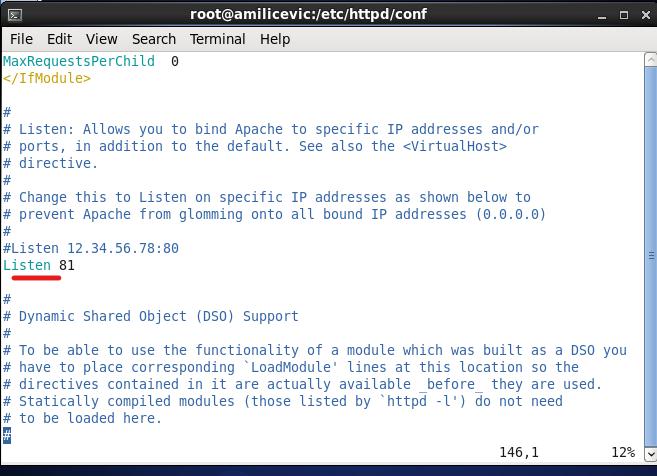 root@amilicevic:/etc/httpd/conf
File Edit View Search Terminal Help
MaxRequestsPerChild  0
</IfModule>
#
# Listen: Allows you to bind Apache to specific IP addresses and/or
# ports, in addition to the default. See also the <VirtualHost>
# directive.
#
# Change this to Listen on specific IP addresses as shown below to
# prevent Apache from glomming onto all bound IP addresses (0.0.0.0)
#
#Listen 12.34.56.78:80
Listen 81
#
# Dynamic Shared Object (DSO) Support
#
# To be able to use the functionality of a module which was built as a DSO you
# have to place corresponding `LoadModule' lines at this location so the
# directives contained in it are actually available _before_ they are used.
# Statically compiled modules (those listed by `httpd -l') do not need
# to be loaded here.
#
146,1 12%